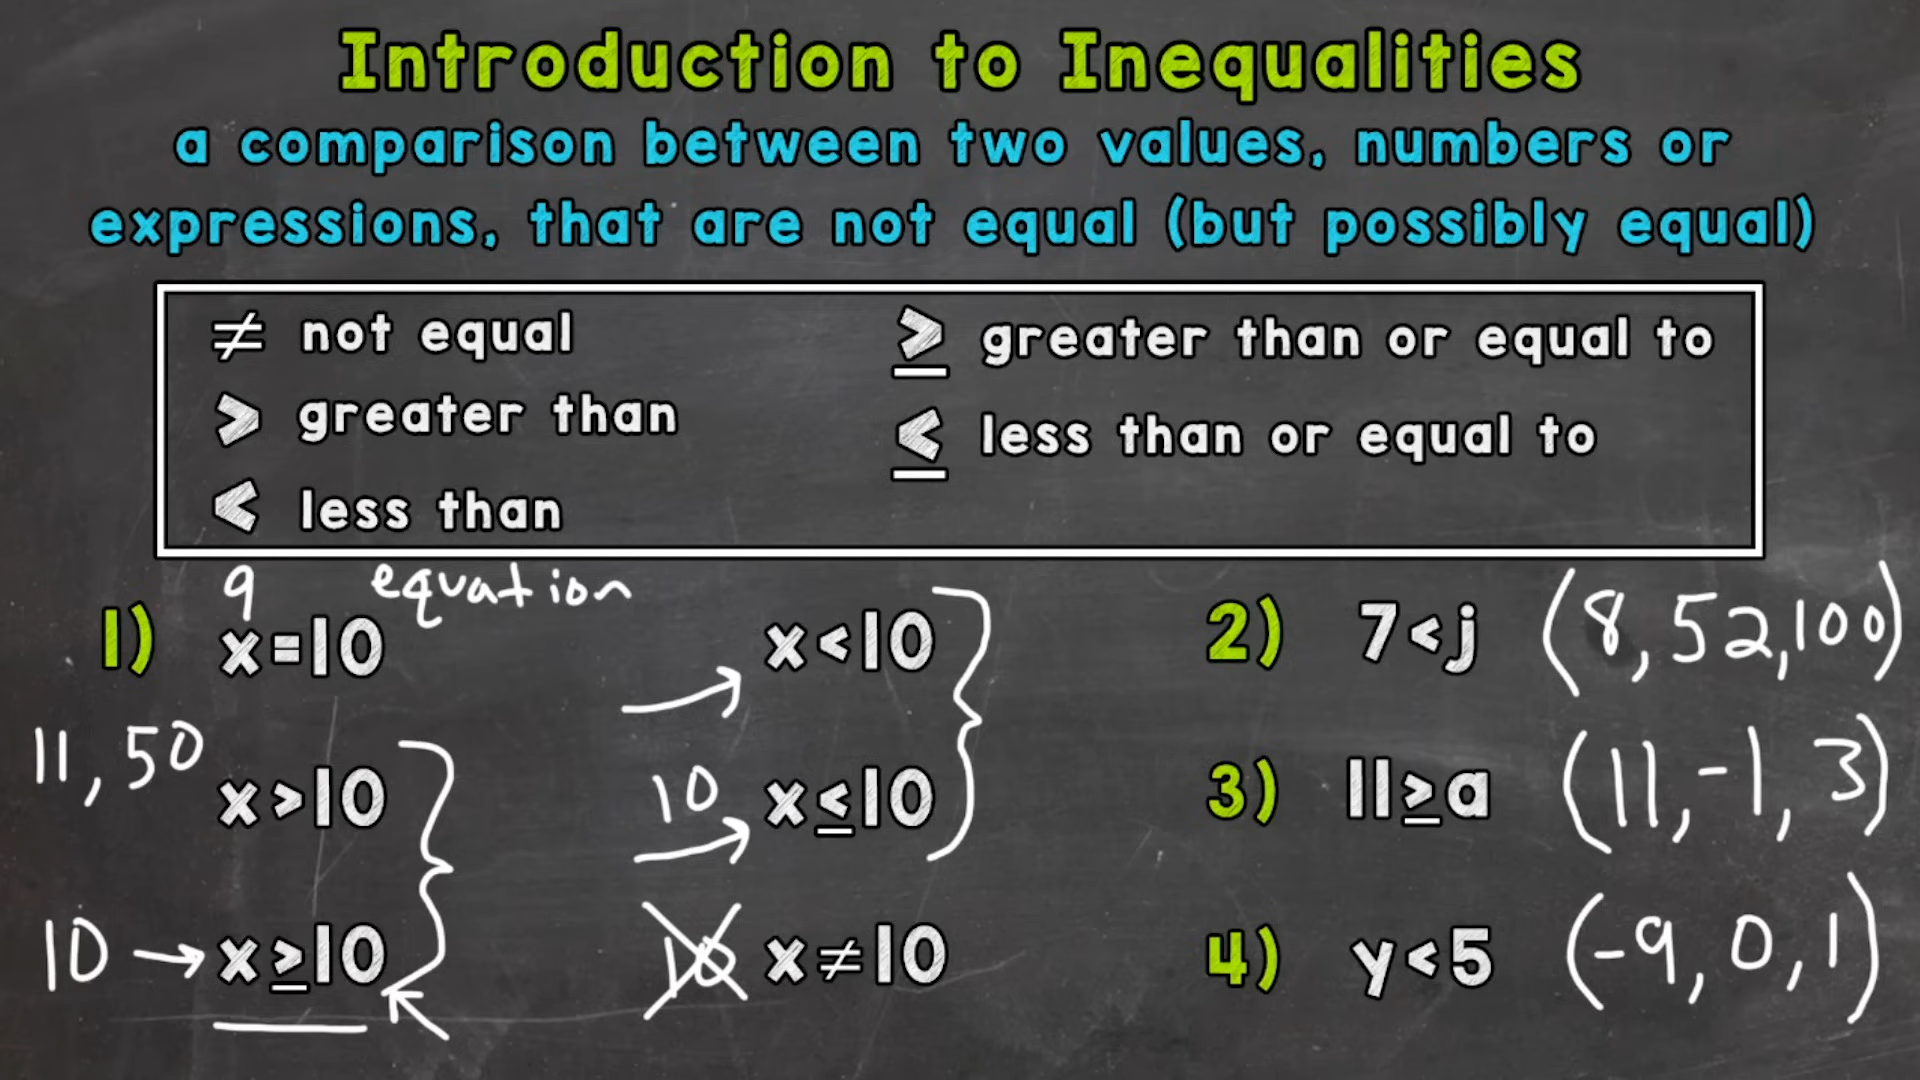 Introduction to Inequalities
a comparison between two values, numbers or
expressions, that are not equal (but possibly equal)
≠ not equal
> greater than
< less than
≥ greater than or equal to
≤ less than or equal to
9 equation
1) x=10
11, 50
x>10
10 → x≥10
x<10
10
x≤10
10 x≠10
2) 7<j (8, 52, 100)
3) 11≥a (11, -1, 3)
4) y<5 (-9, 0, 1)